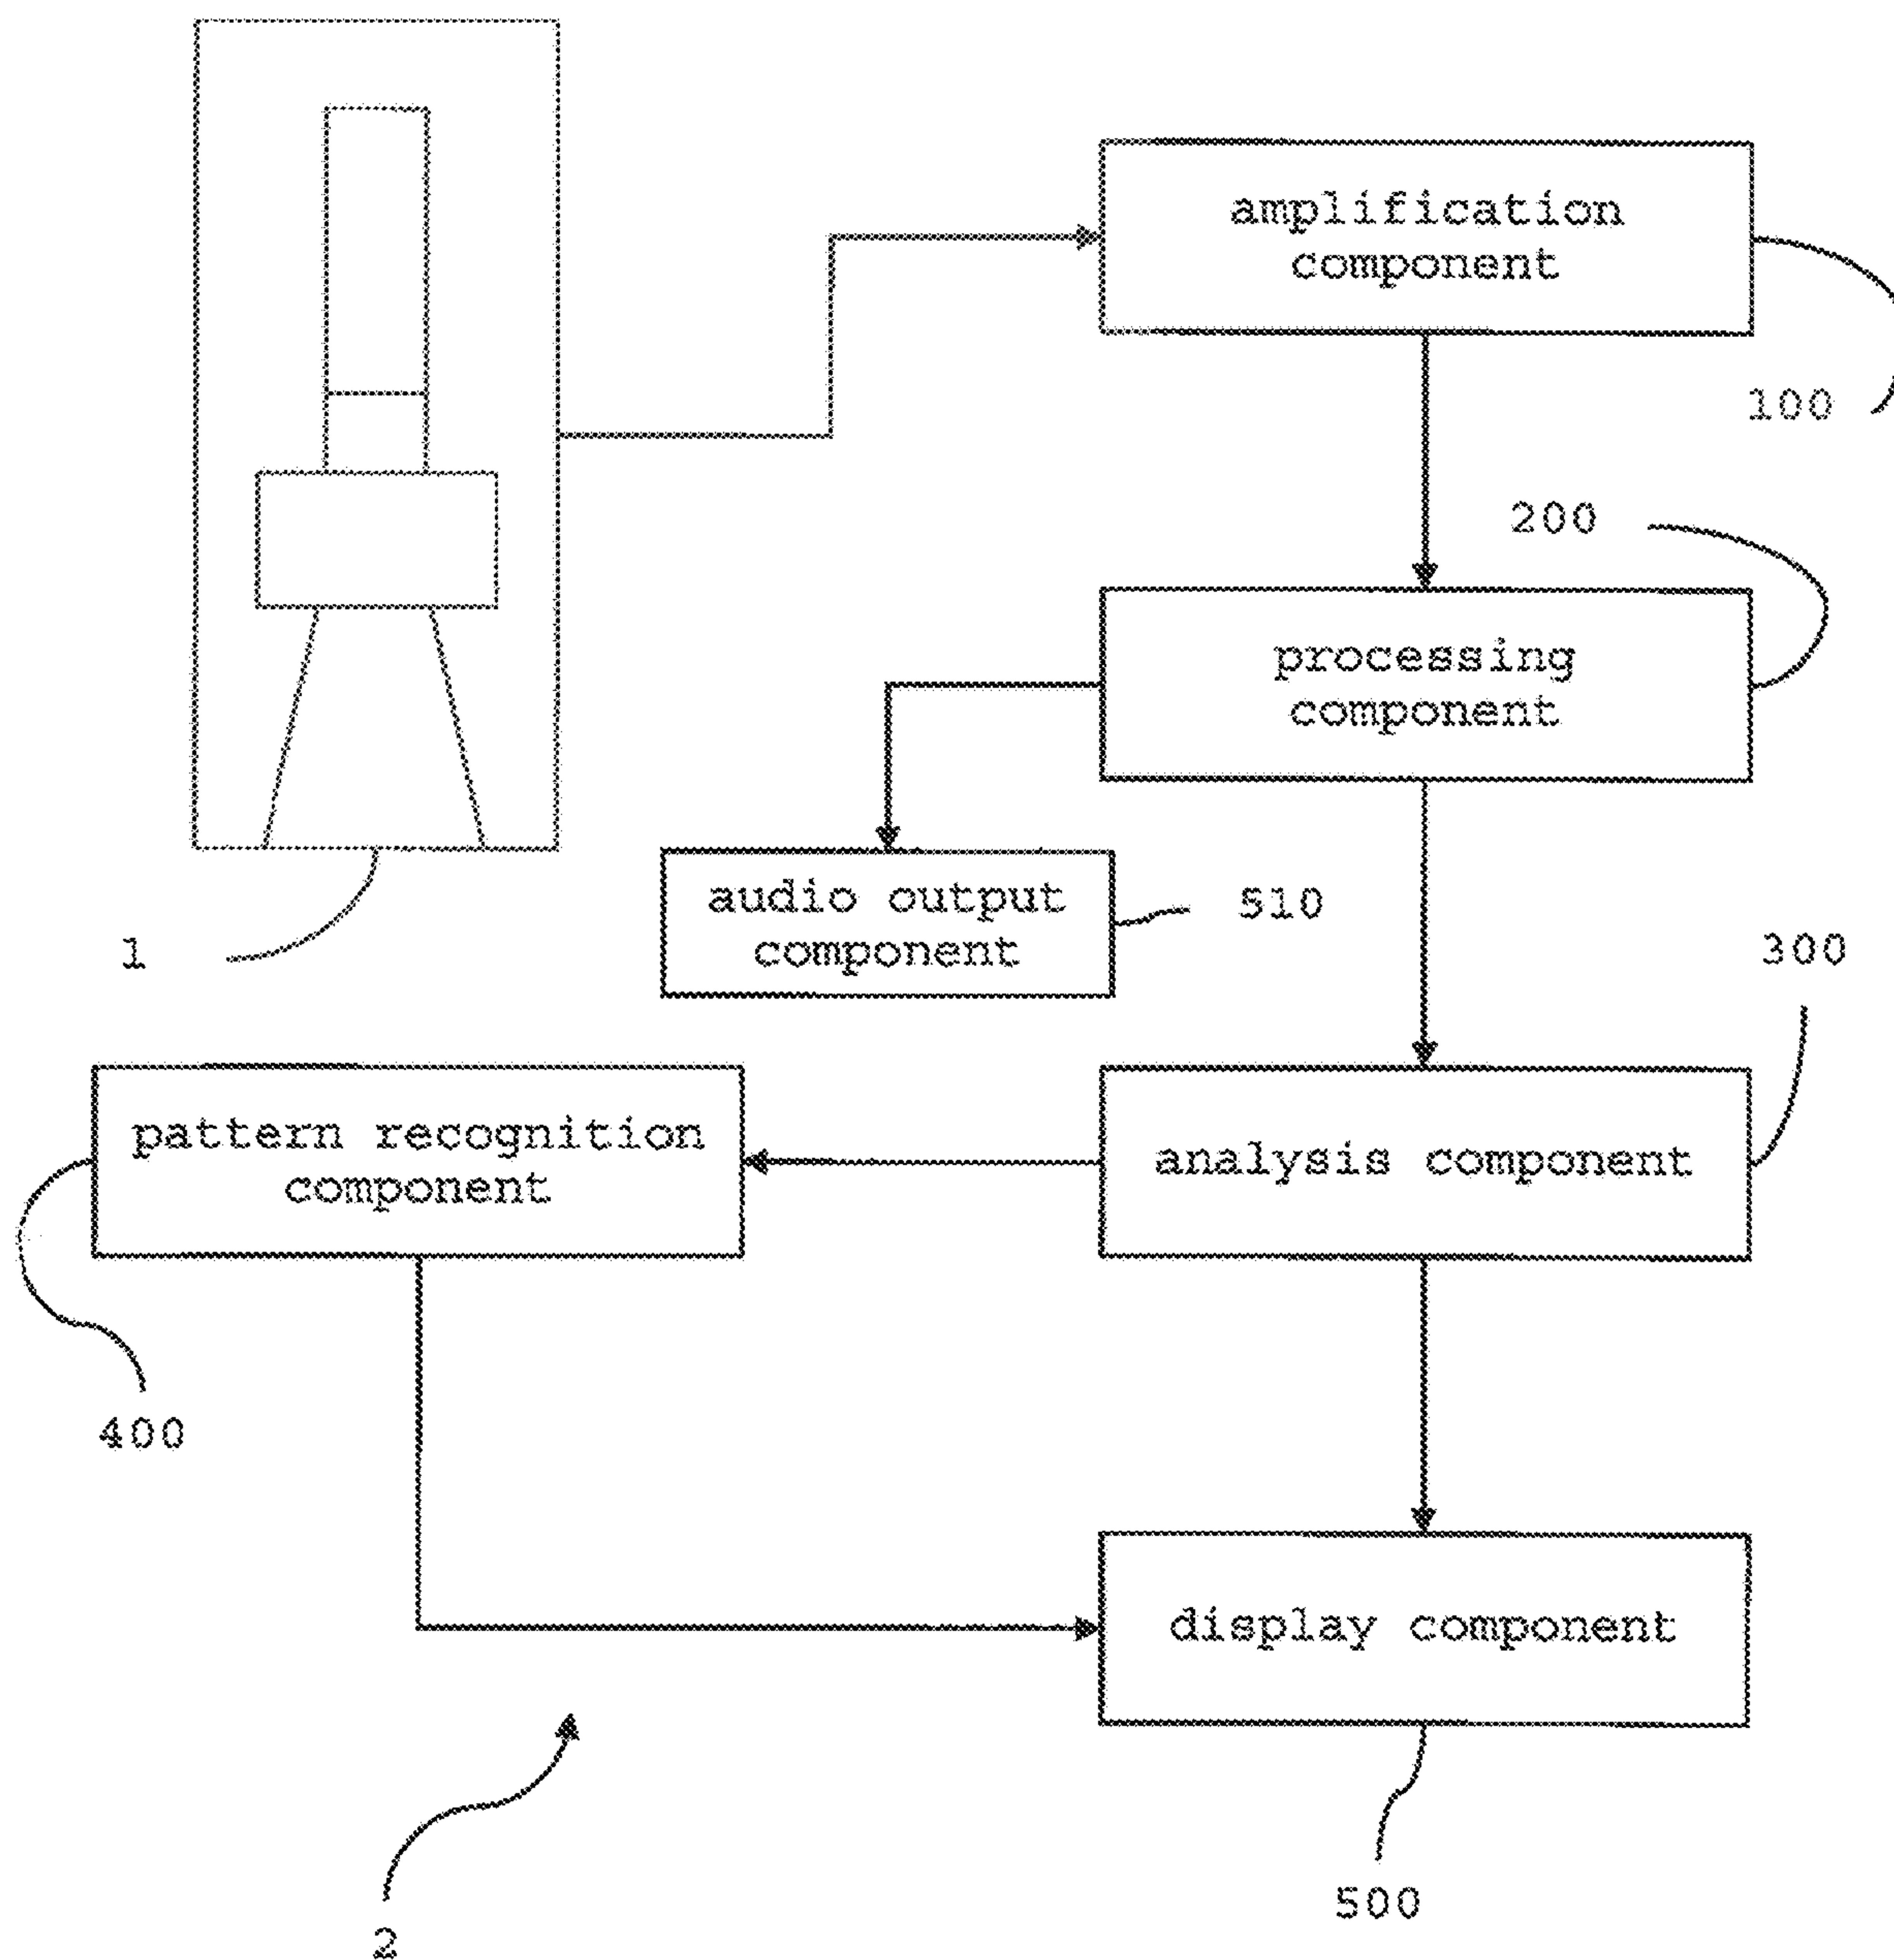 amplification
component
100
200
processing
component
audio output
component
510
1
300
pattern recognition
component
analysis component
400
display component
500
2